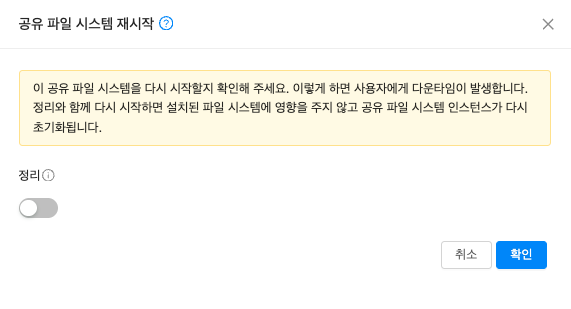 공유 파일 시스템 재시작
이 공유 파일 시스템을 다시 시작할지 확인해 주세요. 이렇게 하면 사용자에게 다운타임이 발생합니다.
정리와 함께 다시 시작하면 설치된 파일 시스템에 영향을 주지 않고 공유 파일 시스템 인스턴스가 다시
초기화됩니다.
정리
취소 확인